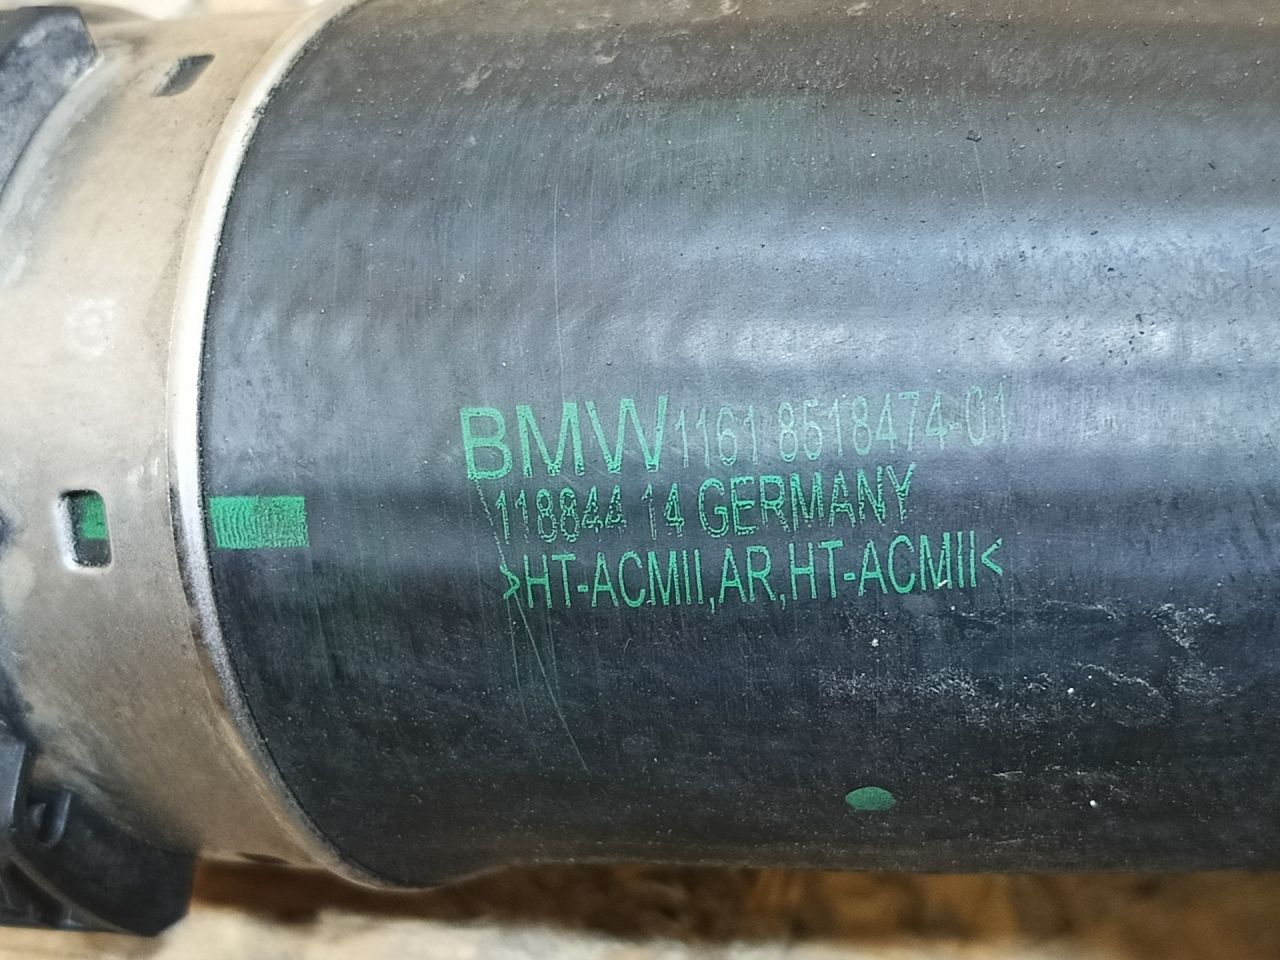 BMW 1161 8518474-01
118844 14 GERMANY
>HT-ACMII,AR,HT-ACMII<